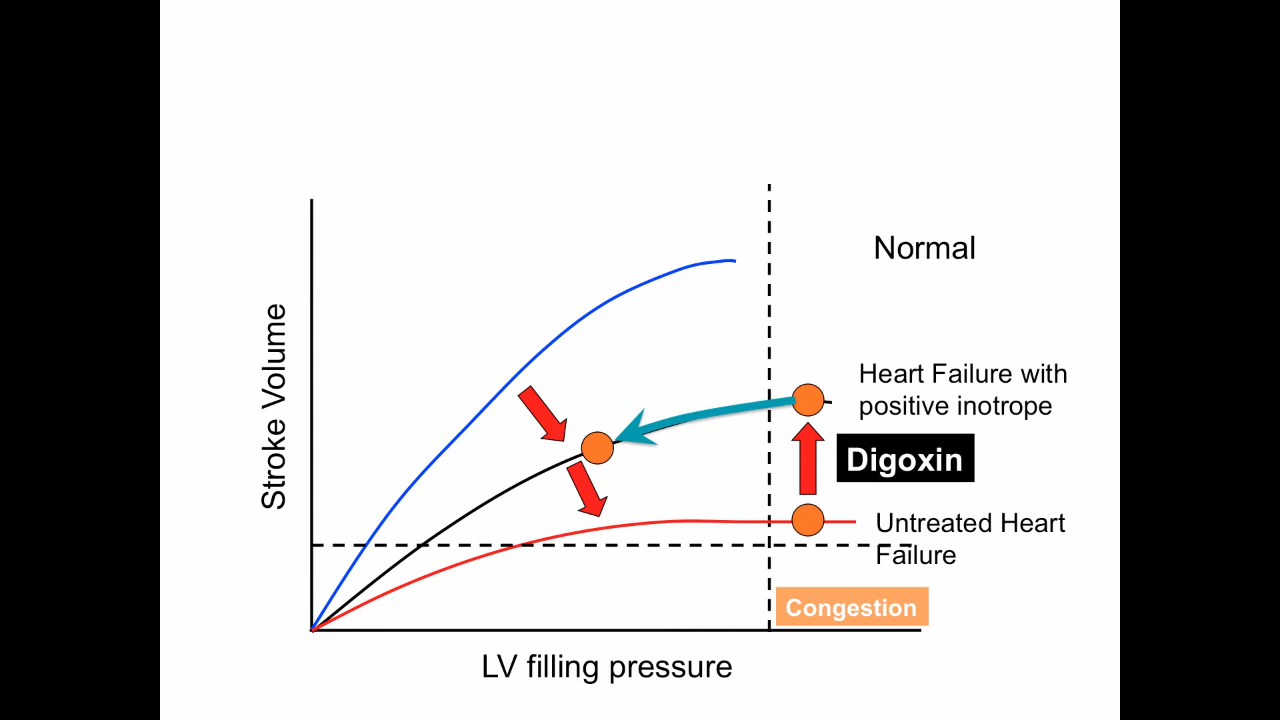 Normal
Stroke Volume
Heart Failure with
positive inotrope
Digoxin
Untreated Heart
Failure
Congestion
LV filling pressure